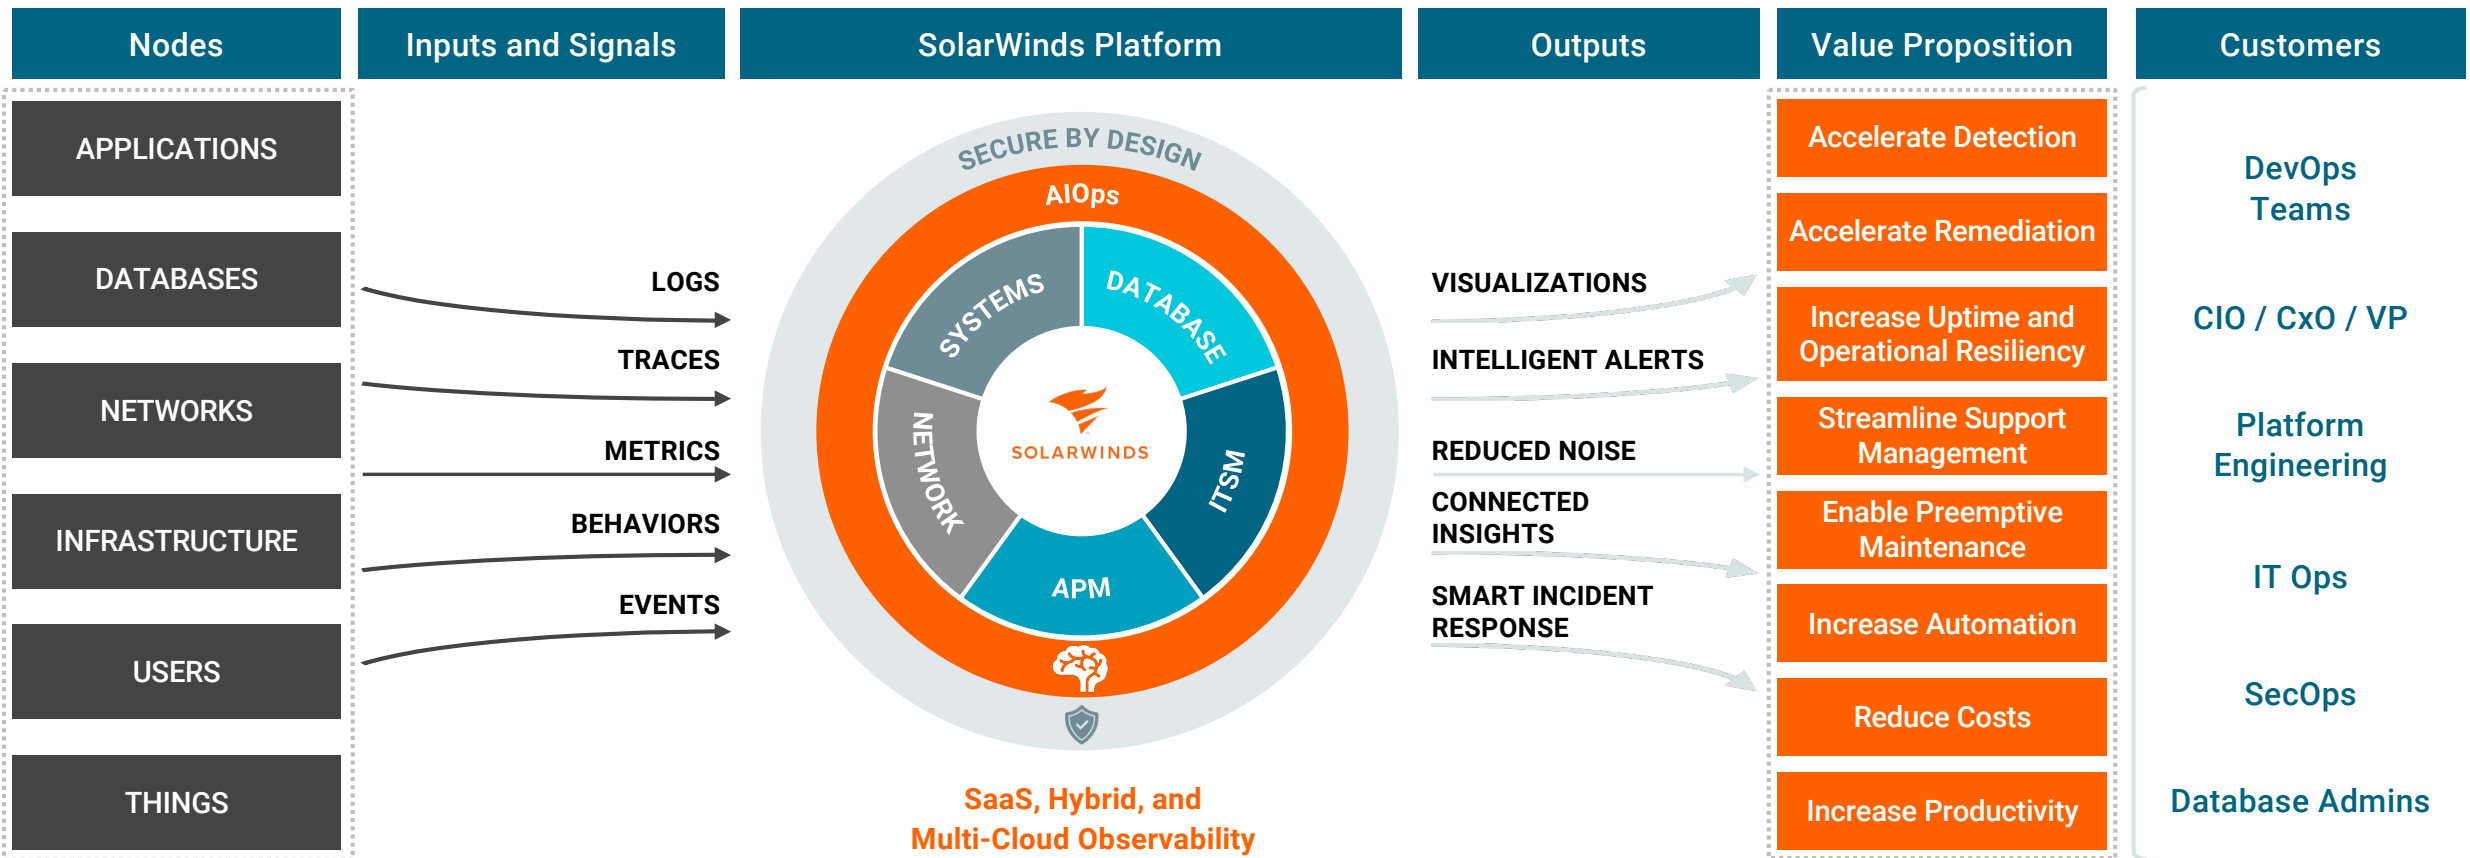 Nodes
Inputs and Signals
SolarWinds Platform
Outputs
Value Proposition
Customers
APPLICATIONS
DATABASES
NETWORKS
INFRASTRUCTURE
USERS
THINGS
LOGS
TRACES
METRICS
BEHAVIORS
EVENTS
SECURE BY DESIGN
AIOps
SYSTEMS
DATABASE
NETWORK
ITSM
APM
SOLARWINDS
SaaS, Hybrid, and
Multi-Cloud Observability
VISUALIZATIONS
INTELLIGENT ALERTS
REDUCED NOISE
CONNECTED
INSIGHTS
SMART INCIDENT
RESPONSE
Accelerate Detection
Accelerate Remediation
Increase Uptime and
Operational Resiliency
Streamline Support
Management
Enable Preemptive
Maintenance
Increase Automation
Reduce Costs
Increase Productivity
DevOps
Teams
CIO / CxO / VP
Platform
Engineering
IT Ops
SecOps
Database Admins